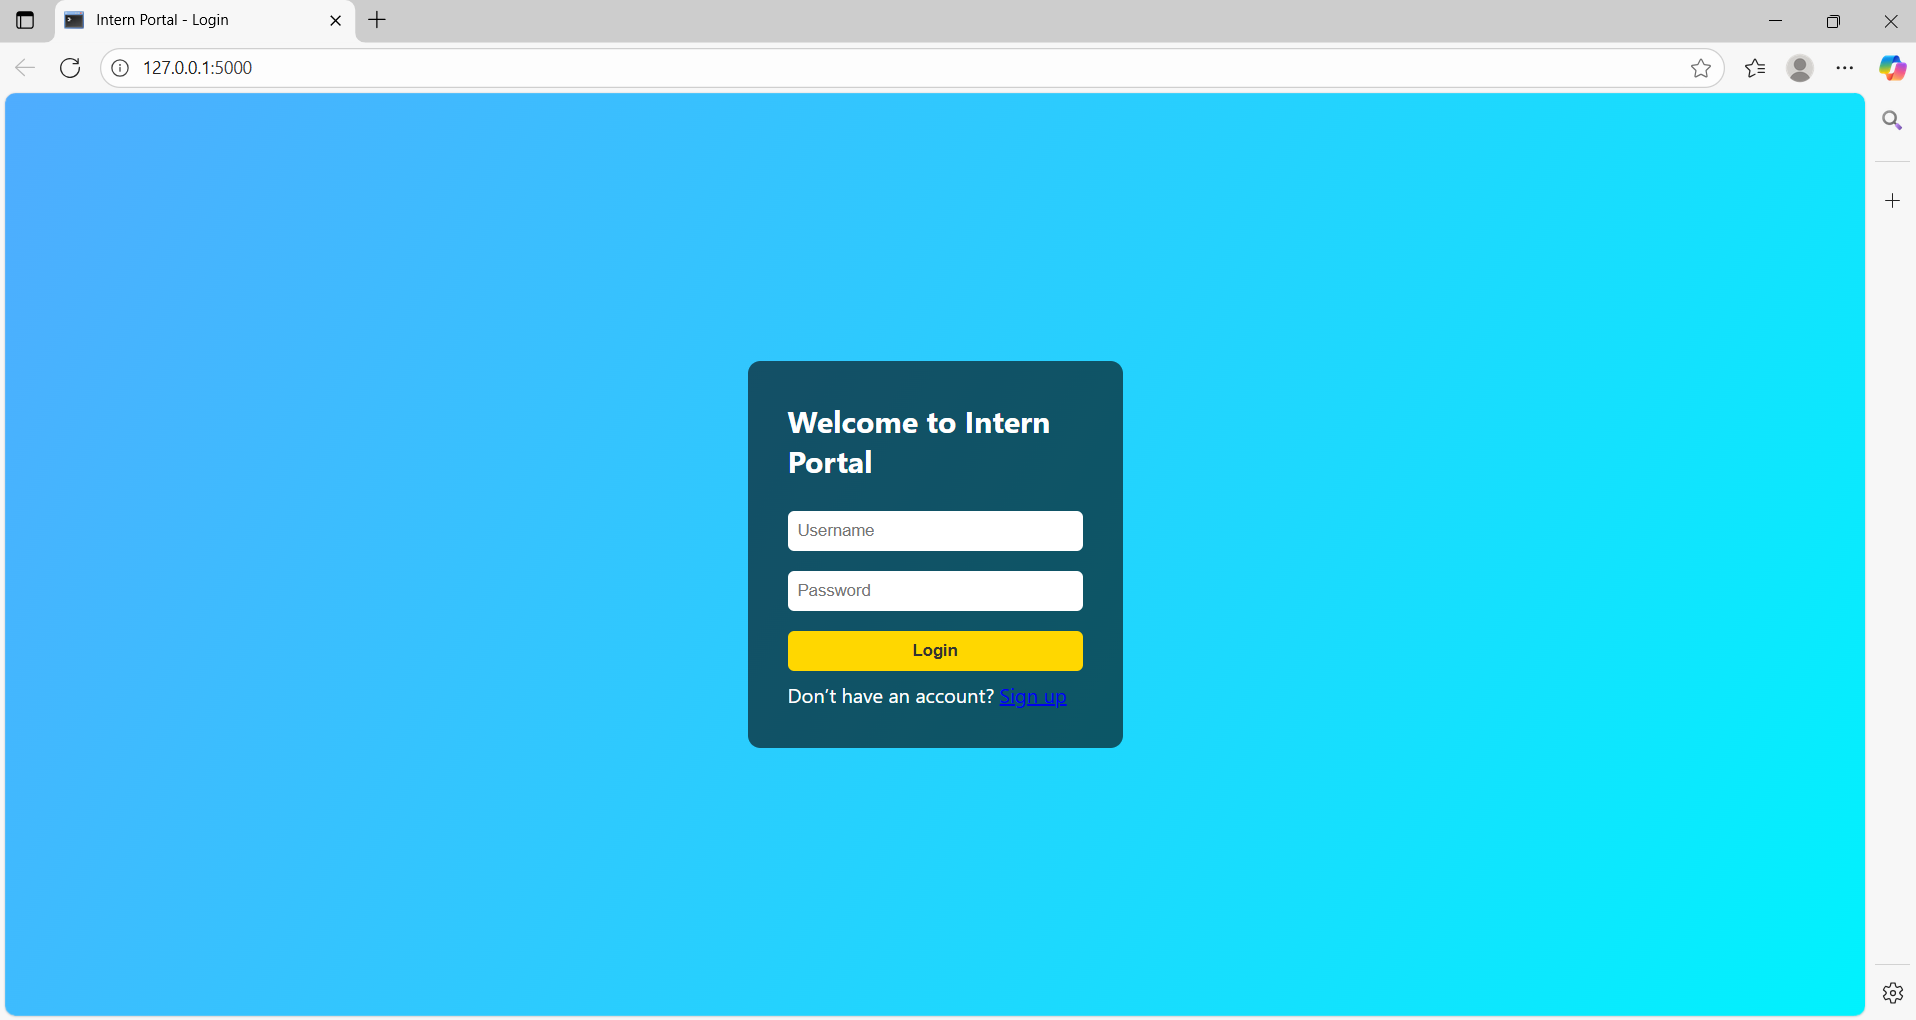 Intern Portal - Login
127.0.0.1:5000
Welcome to Intern
Portal
Username
Password
Login
Don’t have an account? Sign up